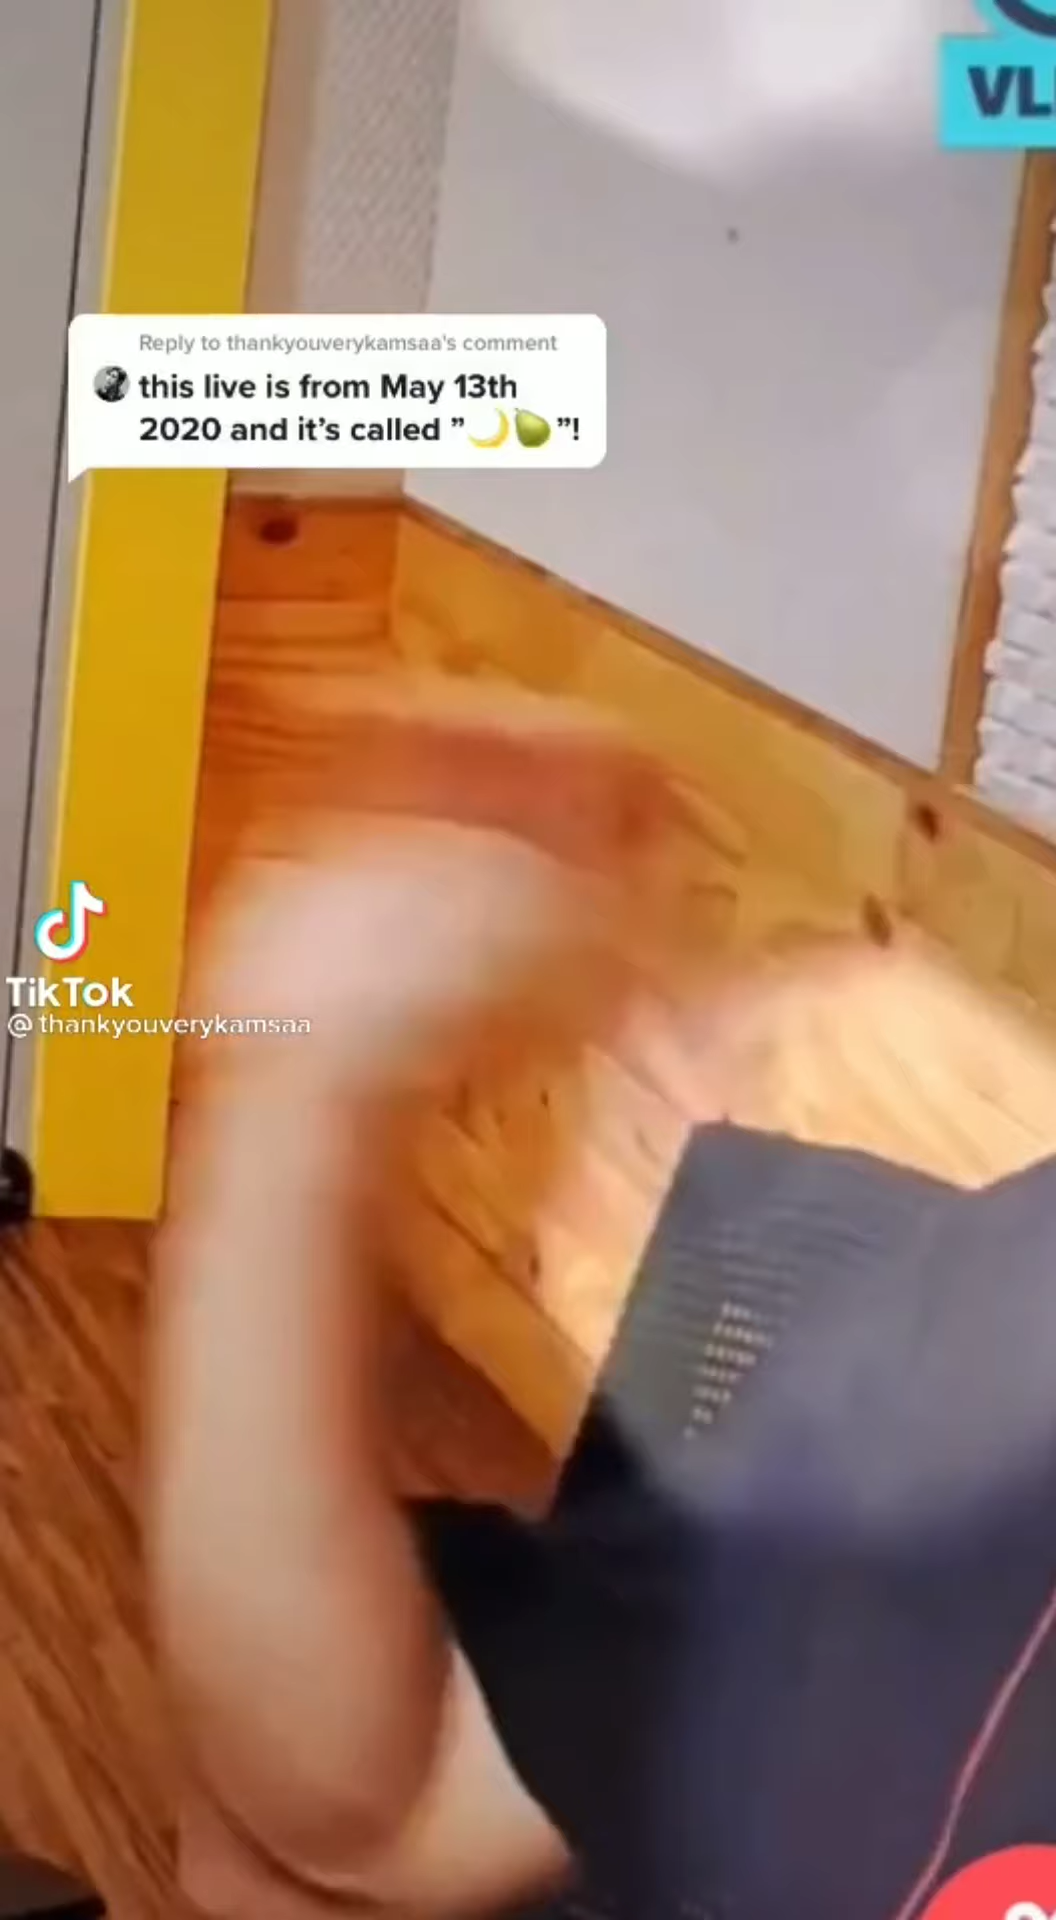 VL
Reply to thankyouverykamsaa's comment
this live is from May 13th
2020 and it's called "🌙🍐"!
TikTok
@thankyouverykamsaa